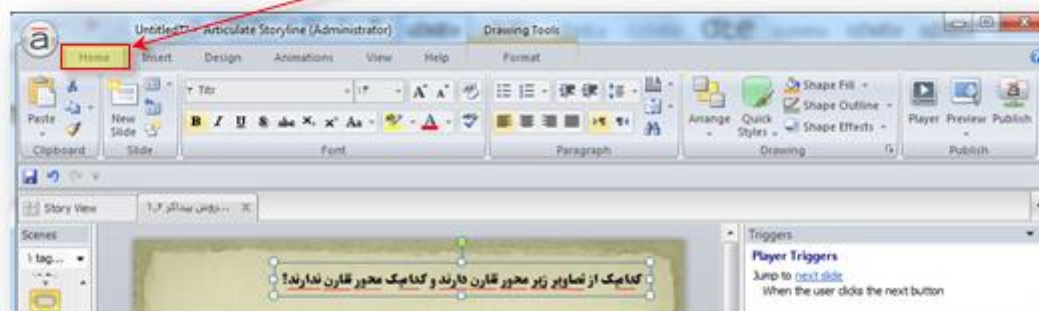 Articulate Storyline (Administrator)
Drawing Tools
Home Insert Design Animations View Help Format
Titr ۱۴
Paste
New Slide
Arrange
Quick Styles
Shape Fill
Shape Outline
Shape Effects
Player Preview Publish
Clipboard Slide Font Paragraph Drawing Publish
Story View
Scenes
Triggers
Player Triggers
Jump to next slide
When the user clicks the next button
کدامیک از تصاویر زیر محور تقارن دارند و کدامیک محور تقارن ندارند؟